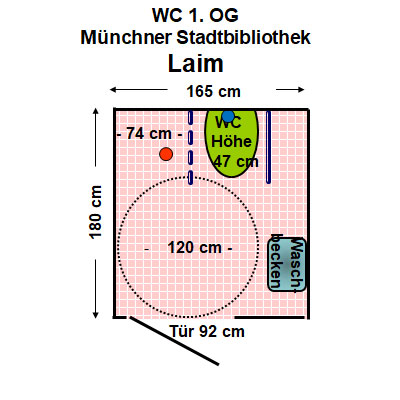 WC 1. OG
Münchner Stadtbibliothek
Laim
165 cm
- 74 cm -
WC
Höhe
47 cm
180 cm
- 120 cm -
Wasch-
becken
Tür 92 cm